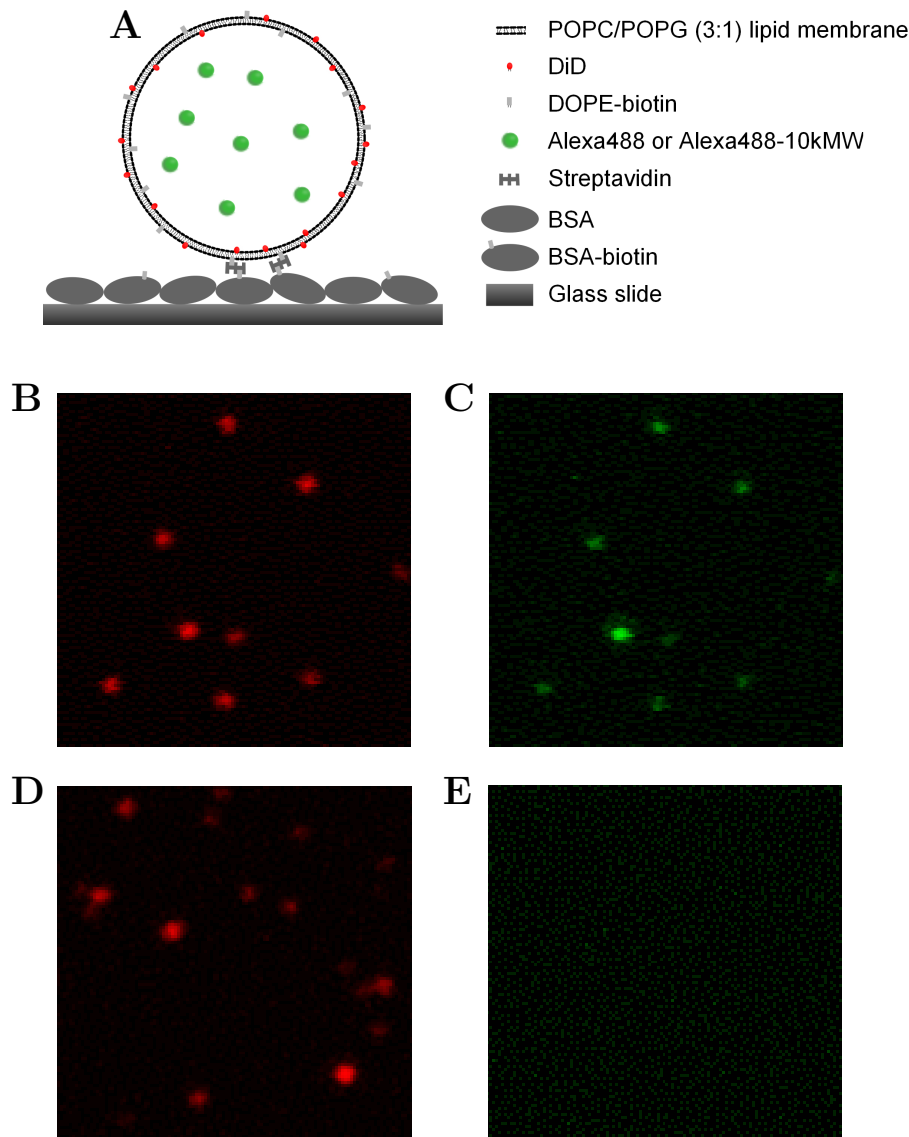 A
POPC/POPG (3:1) lipid membrane
DiD
DOPE-biotin
Alexa488 or Alexa488-10kMW
Streptavidin
BSA
BSA-biotin
Glass slide
B
C
D
E